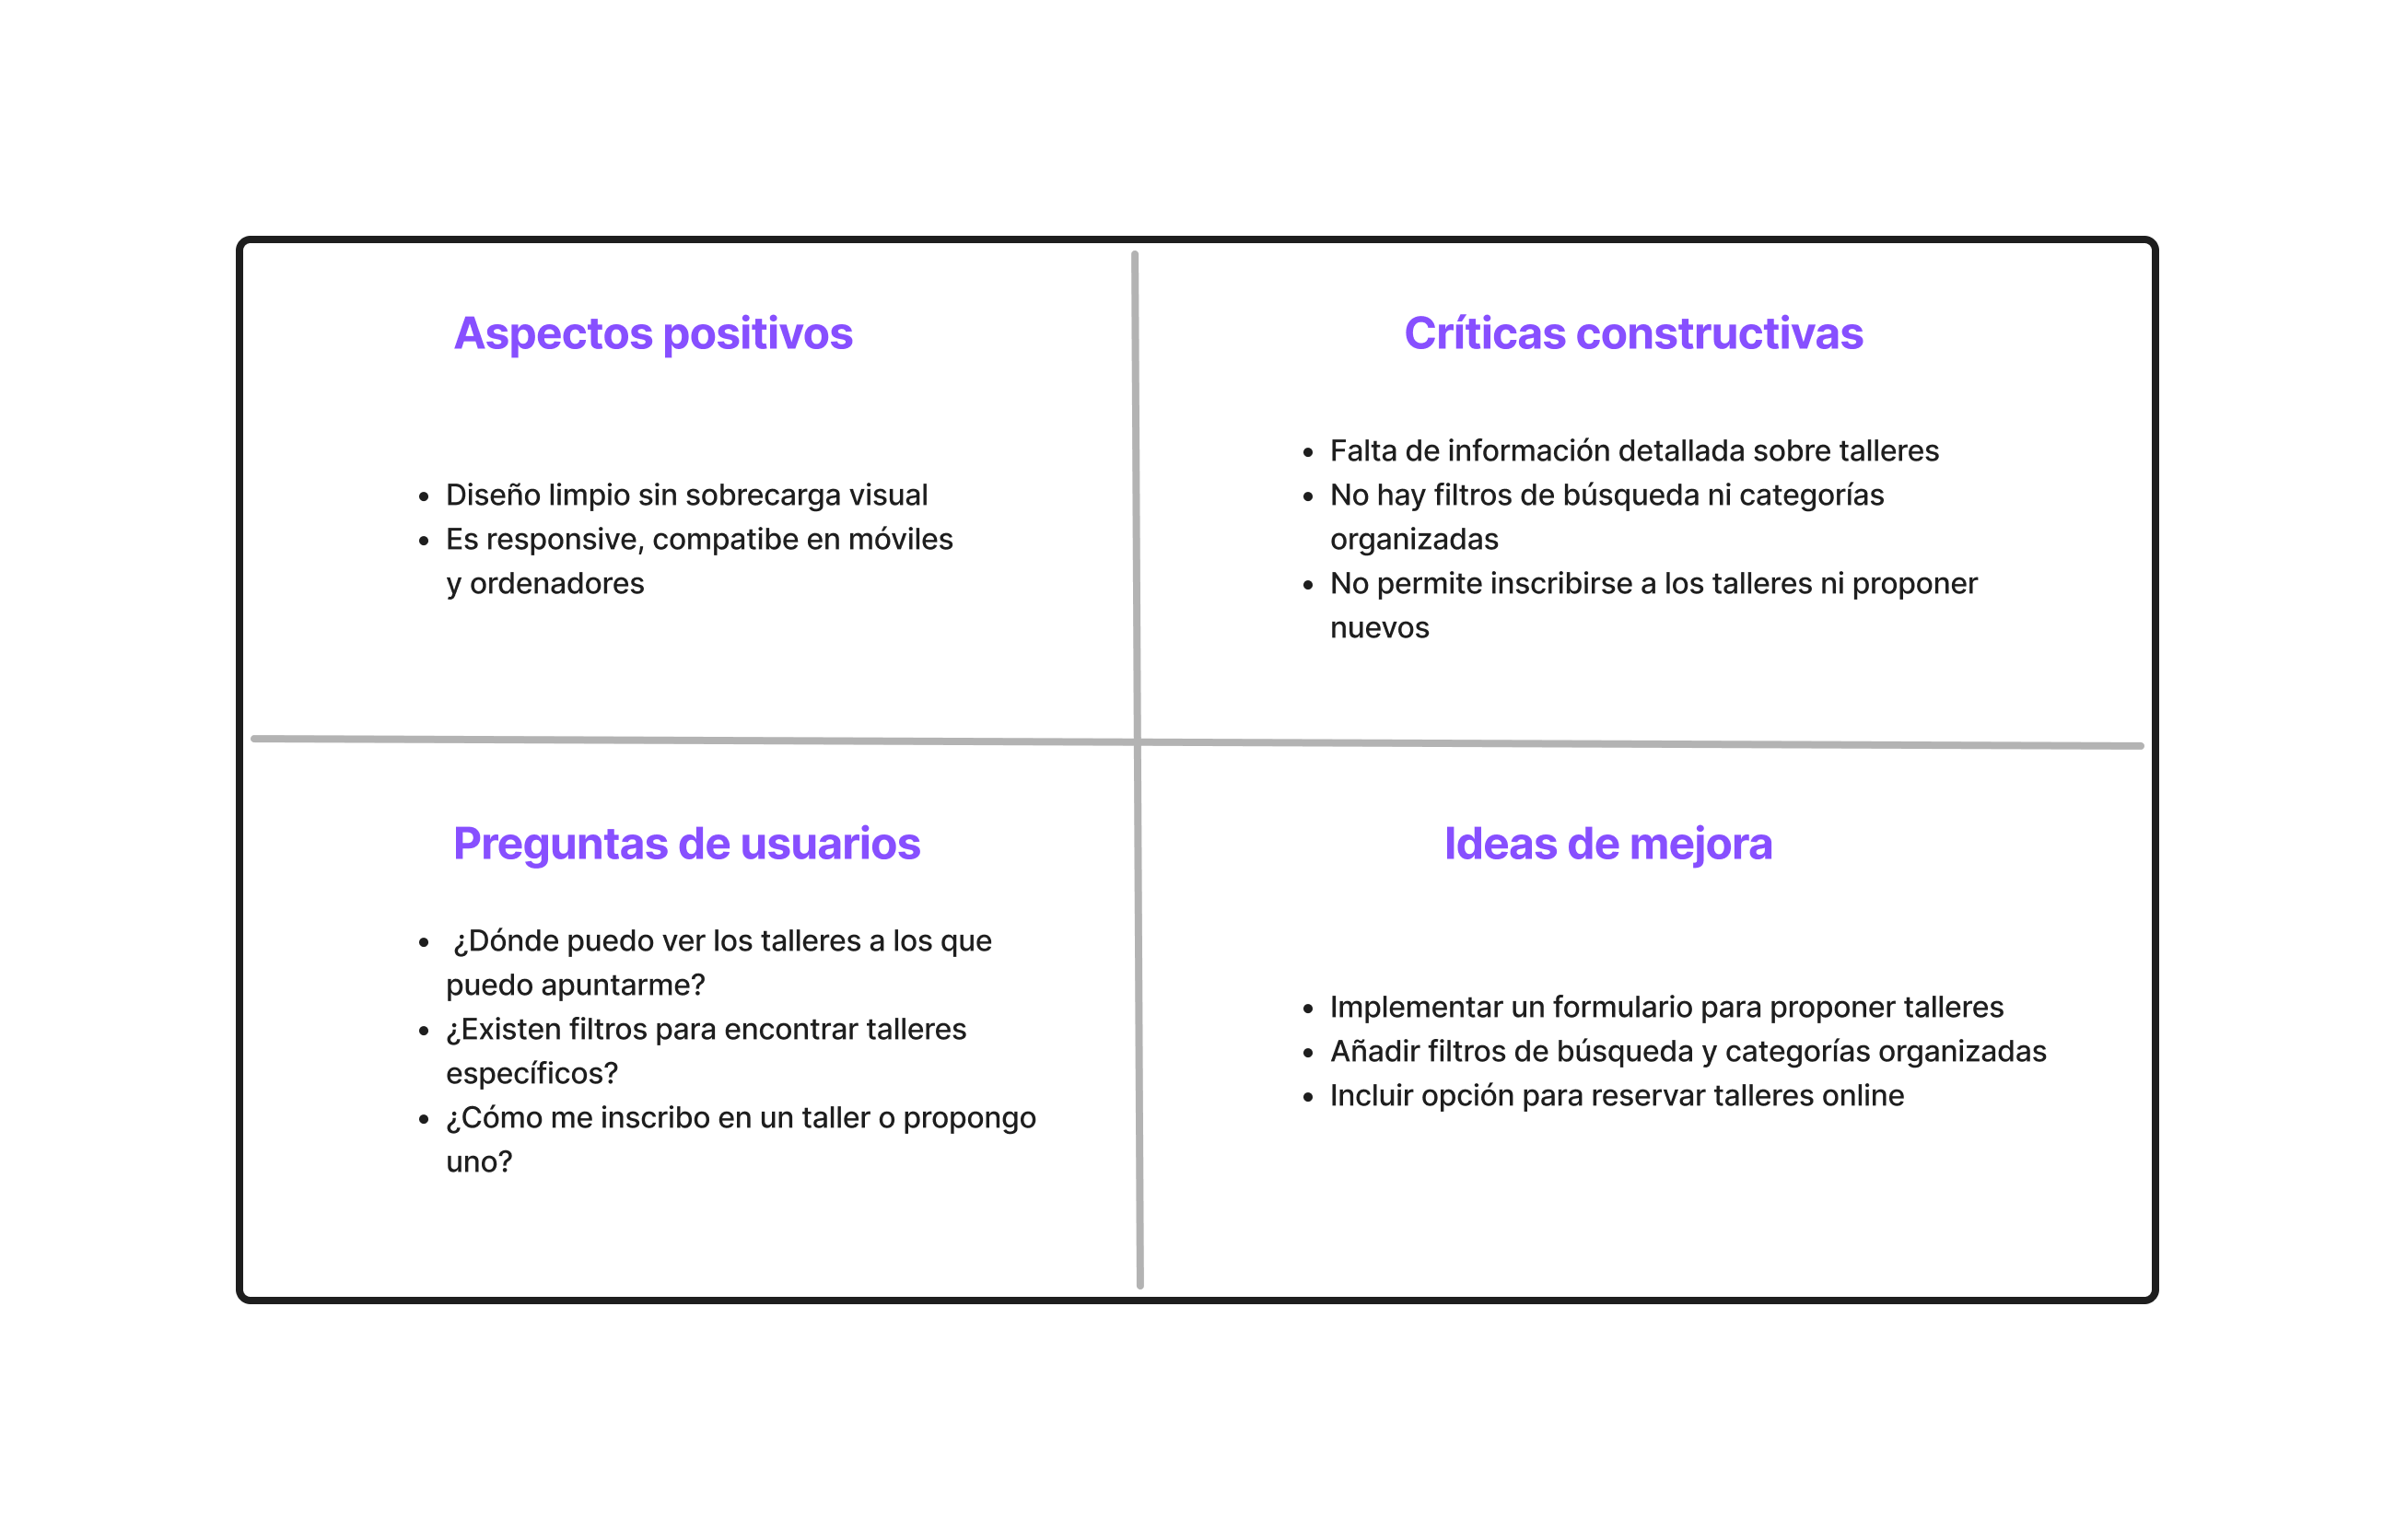 Aspectos positivos
• Diseño limpio sin sobrecarga visual
• Es responsive, compatibe en móviles
y ordenadores
Críticas constructivas
• Falta de información detallada sobre talleres
• No hay filtros de búsqueda ni categorías
organizadas
• No permite inscribirse a los talleres ni proponer
nuevos
Preguntas de usuarios
• ¿Dónde puedo ver los talleres a los que
puedo apuntarme?
• ¿Existen filtros para encontrar talleres
específicos?
• ¿Cómo me inscribo en un taller o propongo
uno?
Ideas de mejora
• Implementar un formulario para proponer talleres
• Añadir filtros de búsqueda y categorías organizadas
• Incluir opción para reservar talleres online